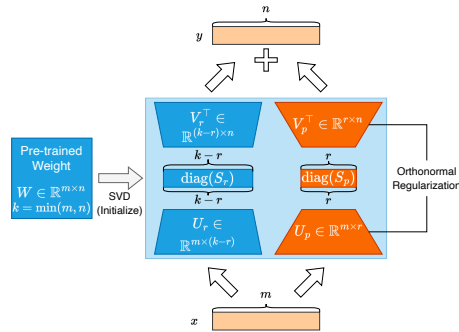 n
y
V_r^⊤ ∈
ℝ^{(k−r)×n}
V_p^⊤ ∈ ℝ^{r×n}
Pre-trained
Weight
W ∈ ℝ^{m×n}
k = min(m, n)
SVD
(Initialize)
k − r
diag(S_r)
k − r
r
diag(S_p)
r
Orthonormal
Regularization
U_r ∈
ℝ^{m×(k−r)}
U_p ∈ ℝ^{m×r}
m
x